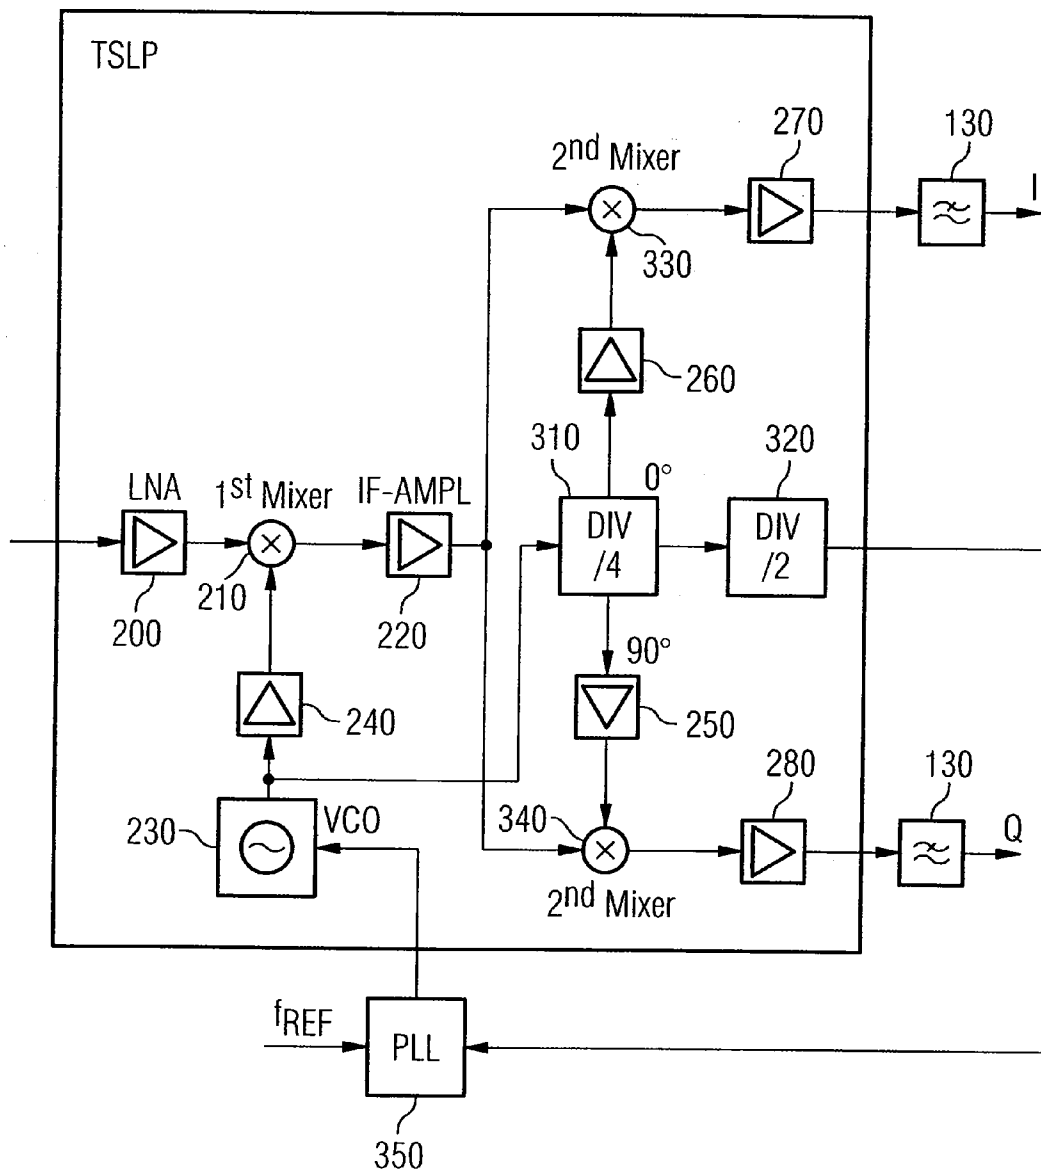 TSLP
270
130
2nd Mixer
I
330
260
310
320
0°
LNA
1st Mixer
IF-AMPL
DIV
/4
DIV
/2
210
200
220
90°
240
250
280
130
VCO
230
340
Q
2nd Mixer
fREF
PLL
350